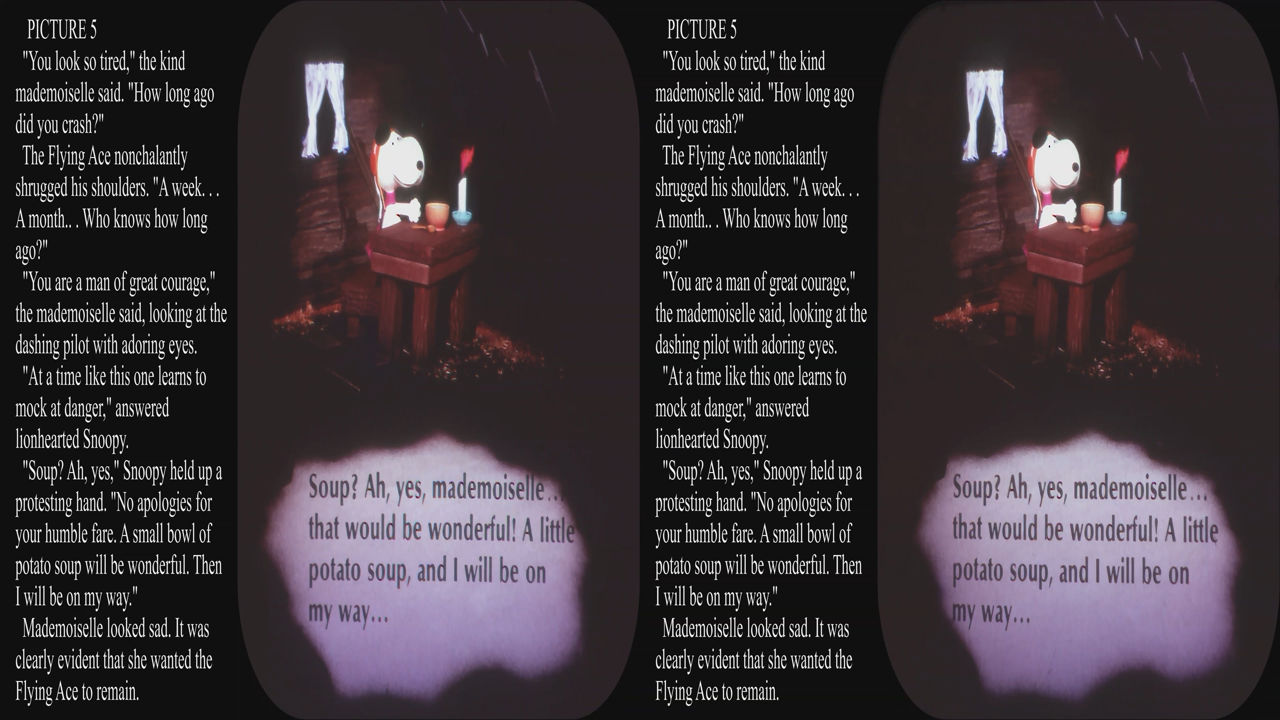 PICTURE 5
"You look so tired," the kind
mademoiselle said. "How long ago
did you crash?"
The Flying Ace nonchalantly
shrugged his shoulders. "A week. . .
A month.. . Who knows how long
ago?"
"You are a man of great courage,"
the mademoiselle said, looking at the
dashing pilot with adoring eyes.
"At a time like this one learns to
mock at danger," answered
lionhearted Snoopy.
"Soup? Ah, yes," Snoopy held up a
protesting hand. "No apologies for
your humble fare. A small bowl of
potato soup will be wonderful. Then
I will be on my way."
Mademoiselle looked sad. It was
clearly evident that she wanted the
Flying Ace to remain.
Soup? Ah, yes, mademoiselle...
that would be wonderful! A little
potato soup, and I will be on
my way...
PICTURE 5
"You look so tired," the kind
mademoiselle said. "How long ago
did you crash?"
The Flying Ace nonchalantly
shrugged his shoulders. "A week. . .
A month.. . Who knows how long
ago?"
"You are a man of great courage,"
the mademoiselle said, looking at the
dashing pilot with adoring eyes.
"At a time like this one learns to
mock at danger," answered
lionhearted Snoopy.
"Soup? Ah, yes," Snoopy held up a
protesting hand. "No apologies for
your humble fare. A small bowl of
potato soup will be wonderful. Then
I will be on my way."
Mademoiselle looked sad. It was
clearly evident that she wanted the
Flying Ace to remain.
Soup? Ah, yes, mademoiselle...
that would be wonderful! A little
potato soup, and I will be on
my way...